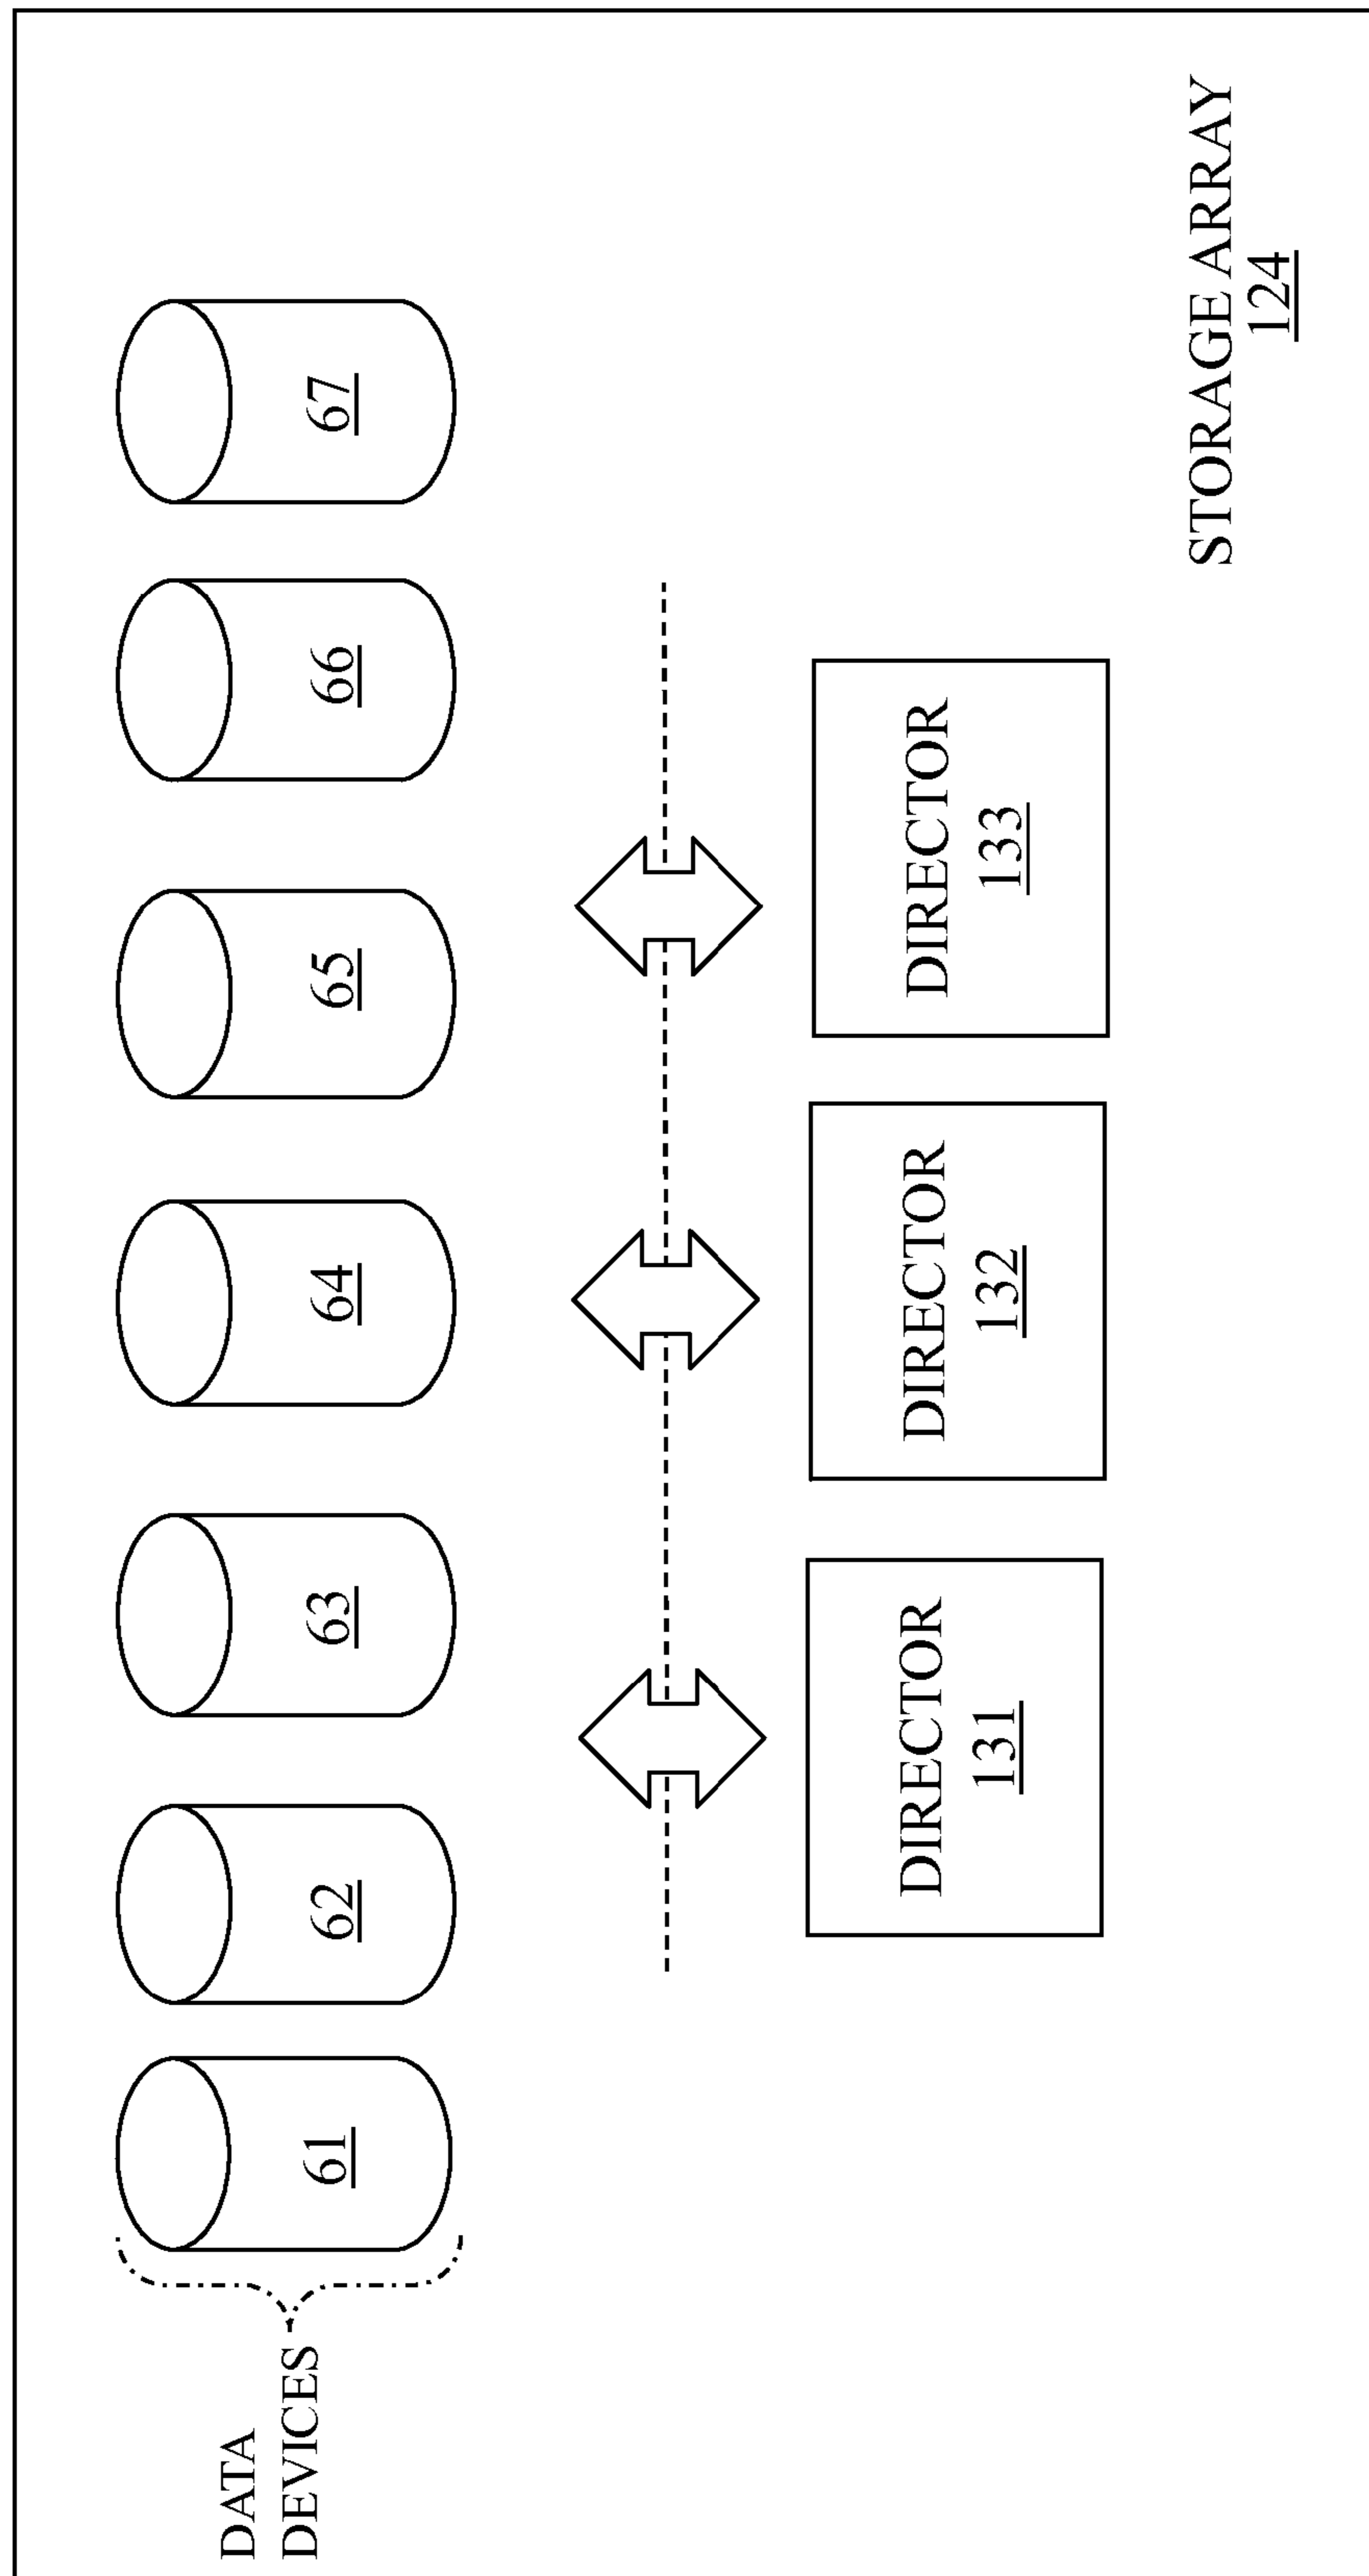 DATA
DEVICES
61
62
63
64
65
66
67
DIRECTOR
131
DIRECTOR
132
DIRECTOR
133
STORAGE ARRAY
124